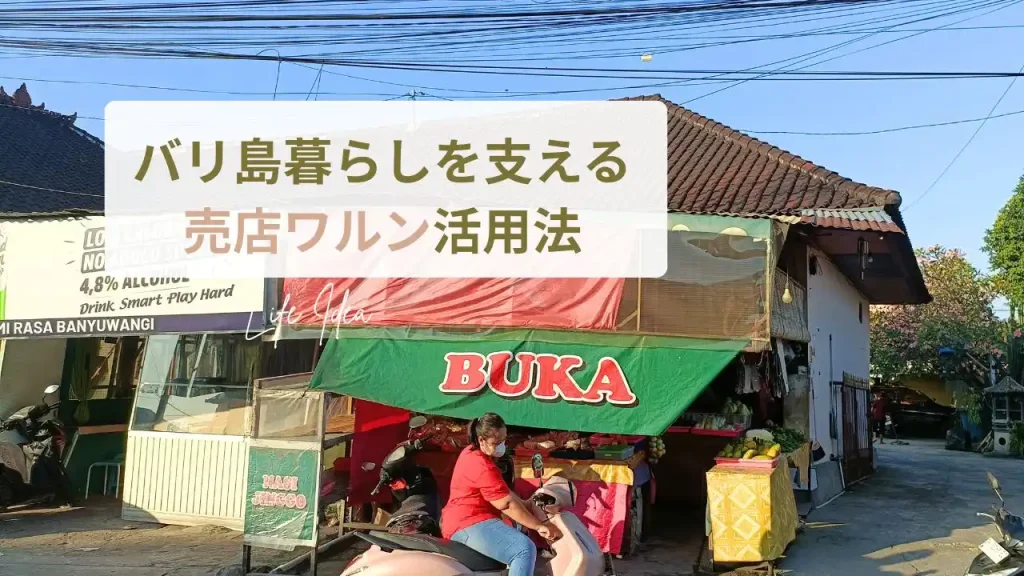 バリ島暮らしを支える
売店ワルン活用法
4,8% ALCOHOL
Drink Smart Play Hard
MI RASA BANYUWANGI
Life Idea
BUKA
NASI